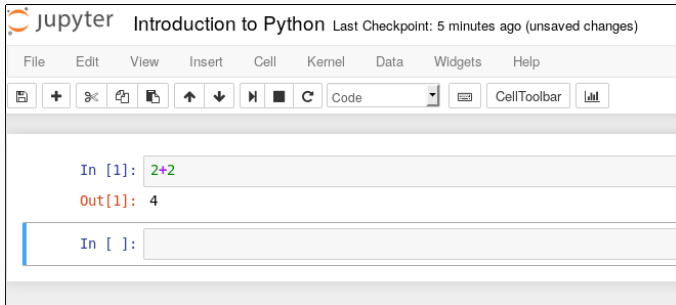 jupyter Introduction to Python Last Checkpoint: 5 minutes ago (unsaved changes)
File Edit View Insert Cell Kernel Data Widgets Help
Code CellToolbar
In [1]: 2+2
Out[1]: 4
In [ ]: